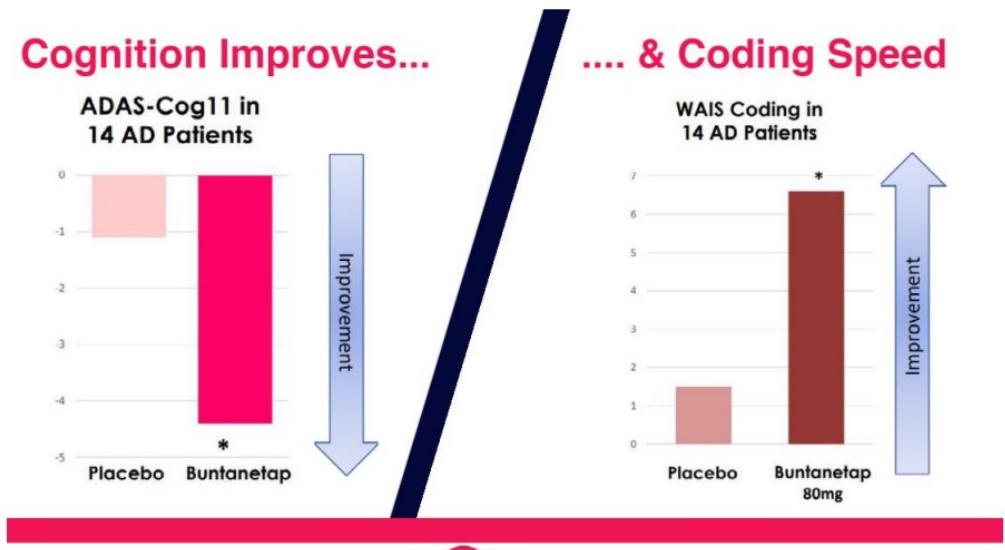 Cognition Improves...
.... & Coding Speed
ADAS-Cog11 in
14 AD Patients
0
-1
-2
-3
-4
-5
*
Placebo Buntanetap
Improvement
WAIS Coding in
14 AD Patients
7
6
5
4
3
2
1
0
*
Placebo Buntanetap
80mg
Improvement